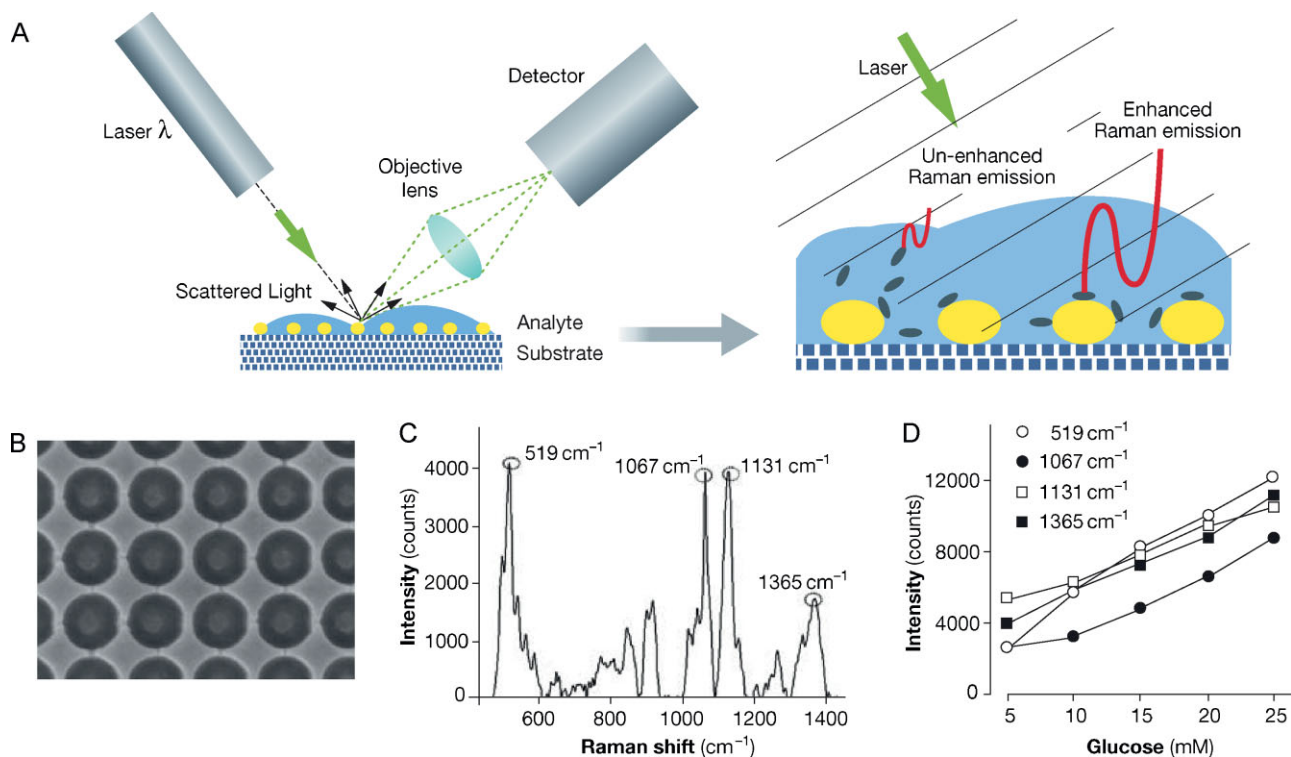 A
Laser λ
Detector
Objective
lens
Scattered Light
Analyte
Substrate
Laser
Un-enhanced
Raman emission
Enhanced
Raman emission
B
C
Intensity (counts)
4000
3000
2000
1000
0
519 cm⁻¹
1067 cm⁻¹
1131 cm⁻¹
1365 cm⁻¹
600
800
1000
1200
1400
Raman shift (cm⁻¹)
D
519 cm⁻¹
1067 cm⁻¹
1131 cm⁻¹
1365 cm⁻¹
Intensity (counts)
12000
8000
4000
0
5
10
15
20
25
Glucose (mM)